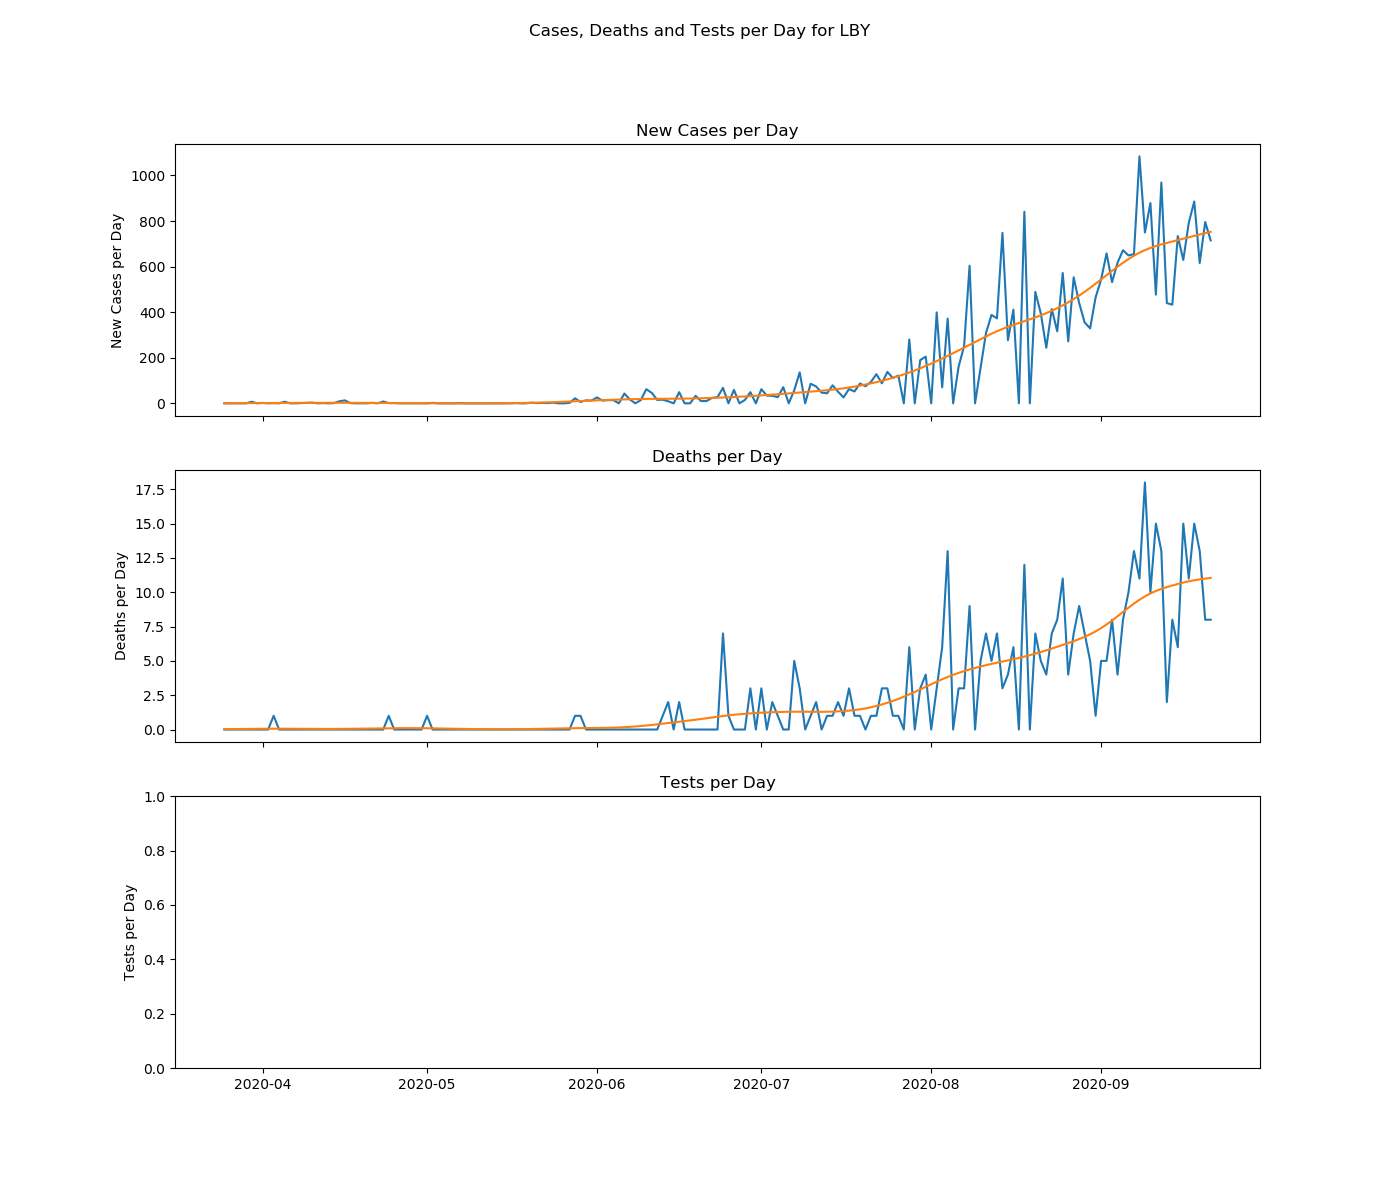 Cases, Deaths and Tests per Day for LBY
New Cases per Day
New Cases per Day
1000
800
600
400
200
0
Deaths per Day
Deaths per Day
17.5
15.0
12.5
10.0
7.5
5.0
2.5
0.0
Tests per Day
Tests per Day
1.0
0.8
0.6
0.4
0.2
0.0
2020-04 2020-05 2020-06 2020-07 2020-08 2020-09